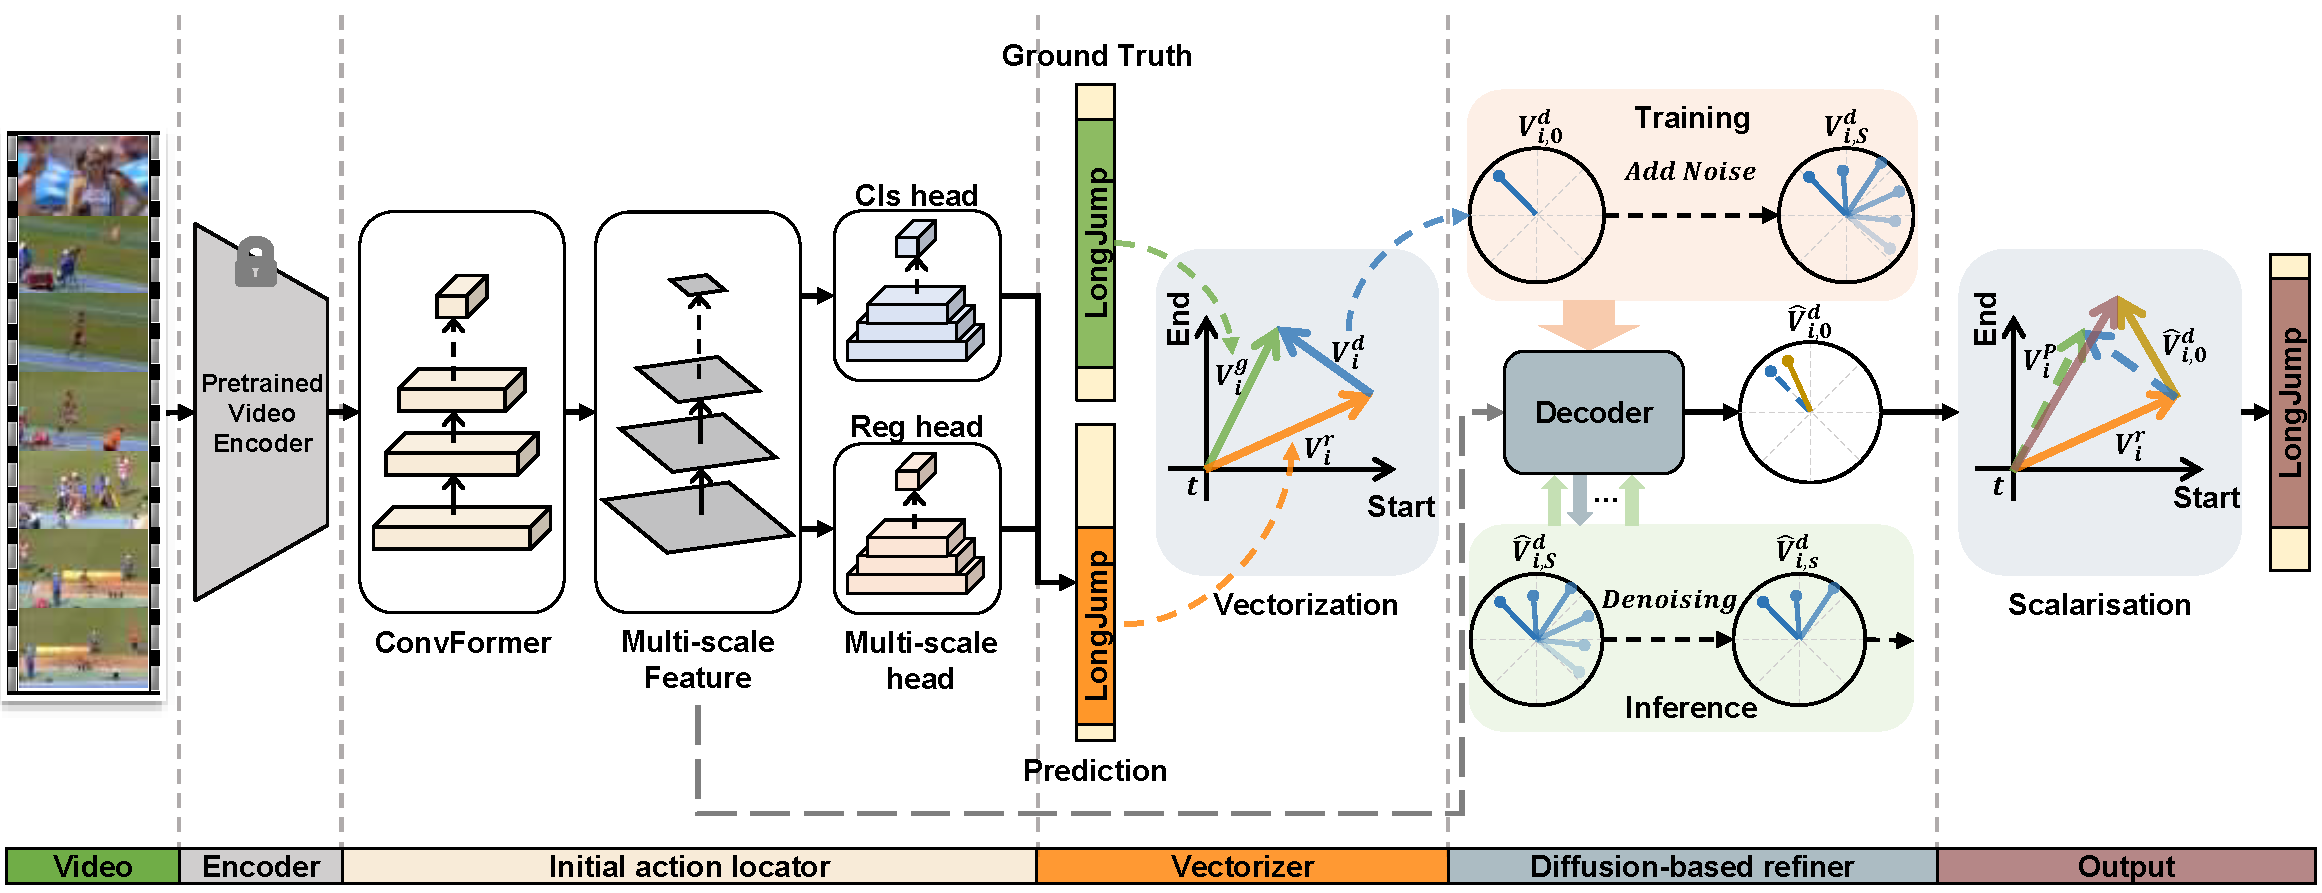 Ground Truth
LongJump
LongJump
Prediction
Pretrained
Video
Encoder
ConvFormer
Multi-scale
Feature
Cls head
Reg head
Multi-scale
head
End
V_i^g
V_i^d
V_i^r
t
Start
Vectorization
Training
V_{i,0}^d
Add Noise
V_{i,S}^d
Decoder
...
\hat{V}_{i,0}^d
\hat{V}_{i,S}^d
Denoising
\hat{V}_{i,s}^d
Inference
End
V_i^P
\hat{V}_{i,0}^d
V_i^r
t
Start
Scalarisation
LongJump
Video
Encoder
Initial action locator
Vectorizer
Diffusion-based refiner
Output